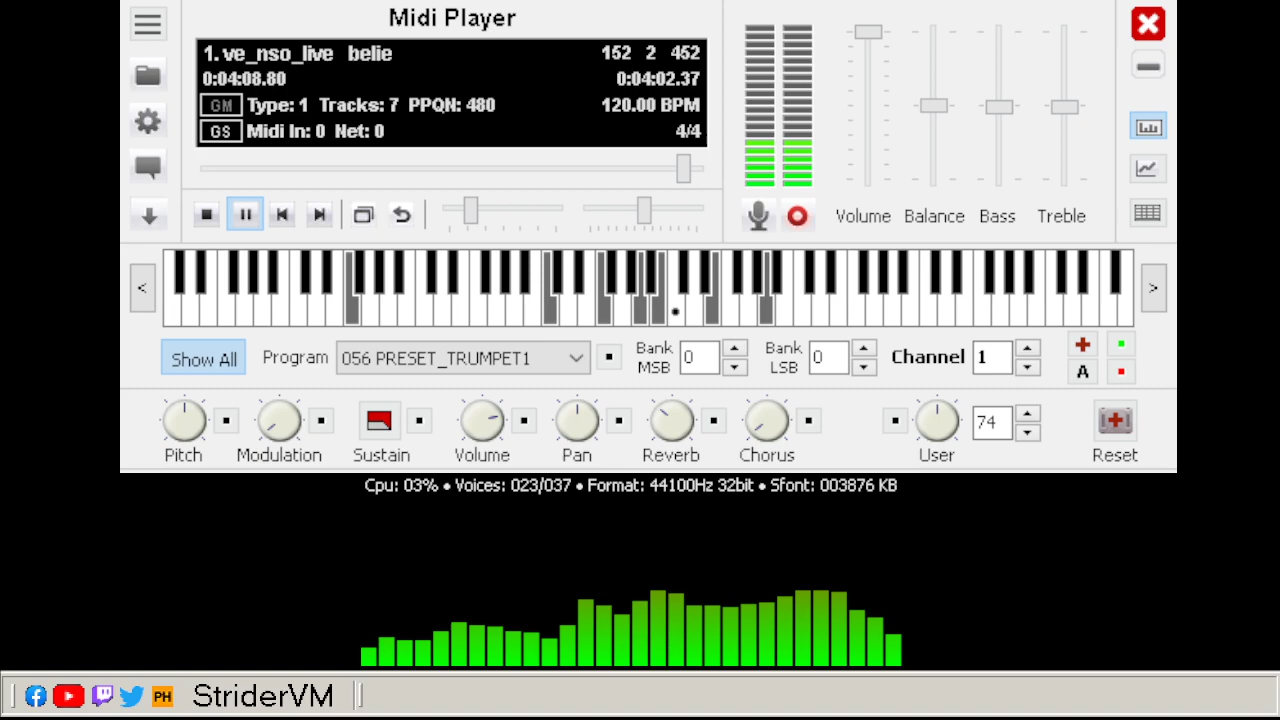 Midi Player
1. ve_nso_live belie 152 2 452
0:04:08.80 0:04:02.37
GM Type: 1 Tracks: 7 PPQN: 480 120.00 BPM
GS Midi In: 0 Net: 0 4/4
Volume Balance Bass Treble
< >
Show All Program 056 PRESET_TRUMPET1 Bank MSB 0 Bank LSB 0 Channel 1 A
74
Pitch Modulation Sustain Volume Pan Reverb Chorus User Reset
Cpu: 03% • Voices: 023/037 • Format: 44100Hz 32bit • Sfont: 003876 KB
PH StriderVM